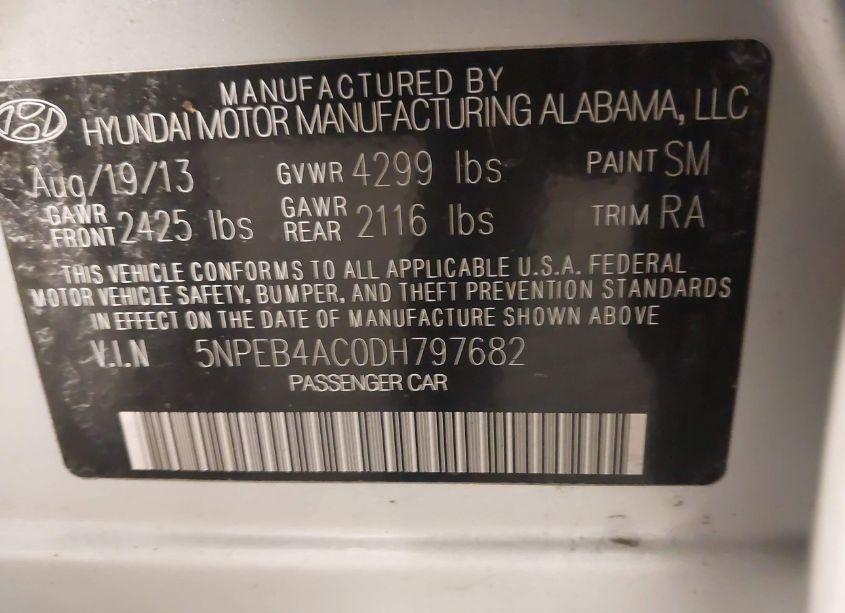 MANUFACTURED BY
HYUNDAI MOTOR MANUFACTURING ALABAMA, LLC
Aug/19/13 GVWR 4299 lbs PAINT SM
GAWR FRONT 2425 lbs GAWR REAR 2116 lbs TRIM RA
THIS VEHICLE CONFORMS TO ALL APPLICABLE U.S.A. FEDERAL
MOTOR VEHICLE SAFETY, BUMPER, AND THEFT PREVENTION STANDARDS
IN EFFECT ON THE DATE OF MANUFACTURE SHOWN ABOVE
V.I.N 5NPEB4AC0DH797682
PASSENGER CAR